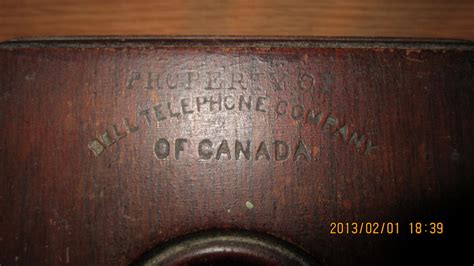 PROPERTY OF
BELL TELEPHONE COMPANY
OF CANADA.
2013/02/01 18:39